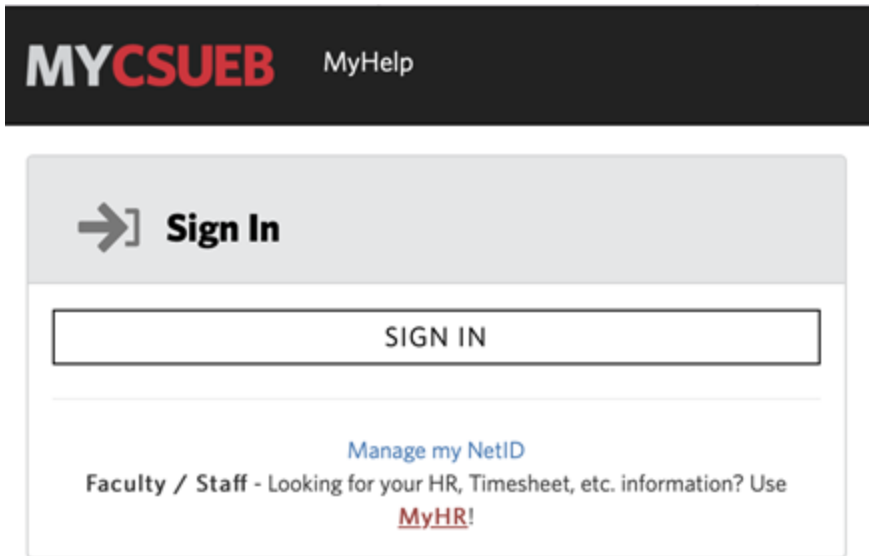 MYCSUEB MyHelp
Sign In
SIGN IN
Manage my NetID
Faculty / Staff - Looking for your HR, Timesheet, etc. information? Use
MyHR!